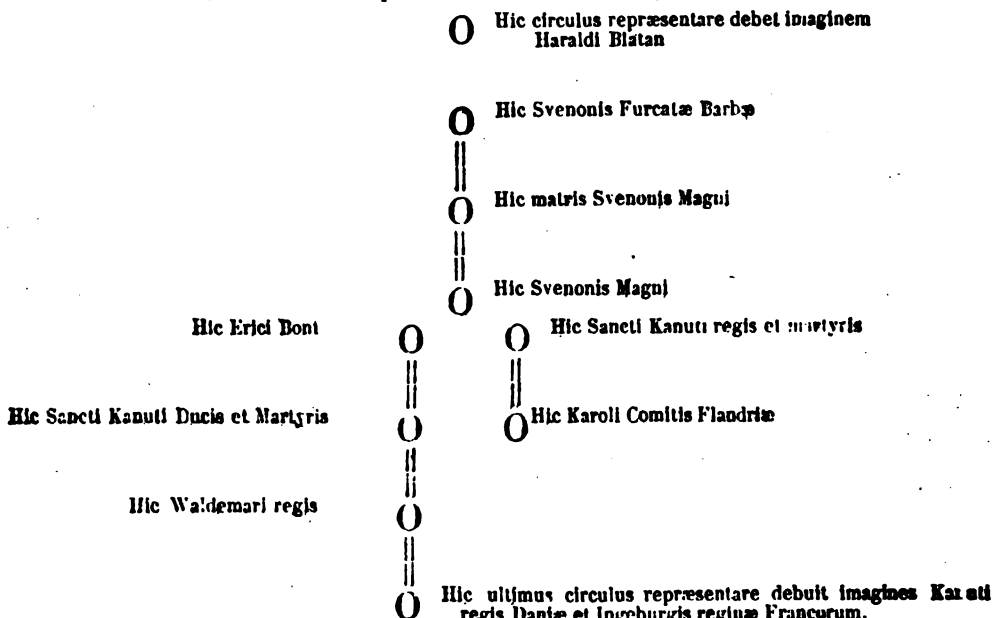 O Hic circulus repræsentare debet imaginem
Haraldi Blatan
O Hic Svenonis Furcatæ Barbæ
O Hic matris Svenonis Magni
O Hic Svenonis Magni
Hic Erici Boni O O Hic Sancti Kanuti regis et martyris
Hic Sancti Kanuti Ducis et Martyris O O Hic Karoli Comitis Flandriæ
Hic Waldemari regis O
O Hic ultimus circulus repræsentare debuit imagines Kanuti
regis Daniæ et Ingeburgis reginæ Francorum.